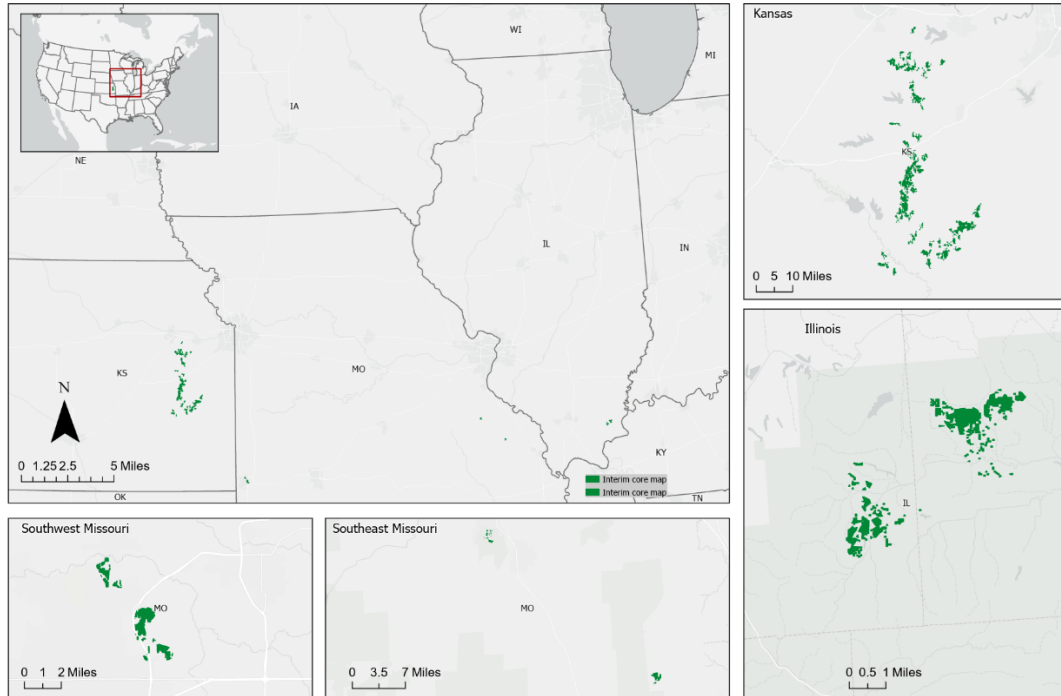 WI
MI
IA
NE
IL
IN
KS
MO
N
0 1.25 2.5 5 Miles
KY
OK
TN
Interim core map
Interim core map
Kansas
KS
0 5 10 Miles
Illinois
IL
0 0.5 1 Miles
Southwest Missouri
MO
0 1 2 Miles
Southeast Missouri
MO
0 3.5 7 Miles